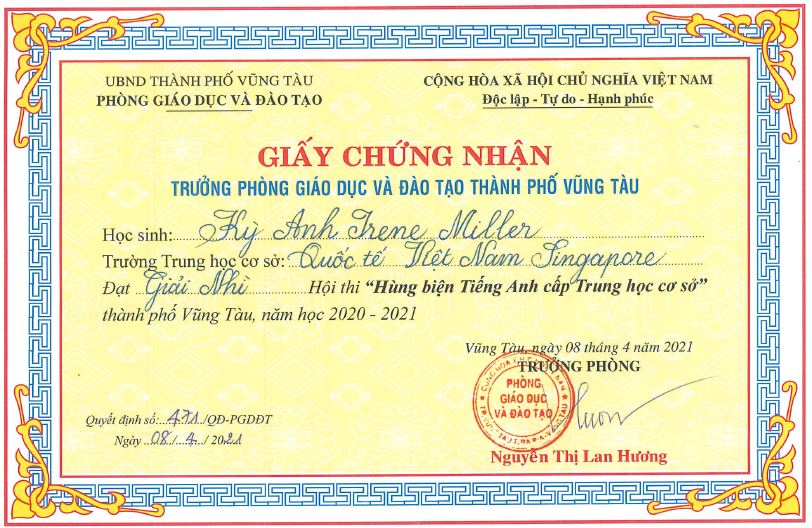 UBND THÀNH PHỐ VŨNG TÀU
PHÒNG GIÁO DỤC VÀ ĐÀO TẠO
CỘNG HÒA XÃ HỘI CHỦ NGHĨA VIỆT NAM
Độc lập - Tự do - Hạnh phúc
GIẤY CHỨNG NHẬN
TRƯỞNG PHÒNG GIÁO DỤC VÀ ĐÀO TẠO THÀNH PHỐ VŨNG TÀU
Học sinh: Kỳ Anh Irene Miller
Trường Trung học cơ sở: Quốc tế Việt Nam Singapore
Đạt Giải Nhì Hội thi "Hùng biện Tiếng Anh cấp Trung học cơ sở"
thành phố Vũng Tàu, năm học 2020 - 2021
Vũng Tàu, ngày 08 tháng 4 năm 2021
TRƯỞNG PHÒNG
PHÒNG
GIÁO DỤC
VÀ ĐÀO TẠO
Quyết định số: 471/QĐ-PGDĐT
Ngày 08/4/2021
Nguyễn Thị Lan Hương